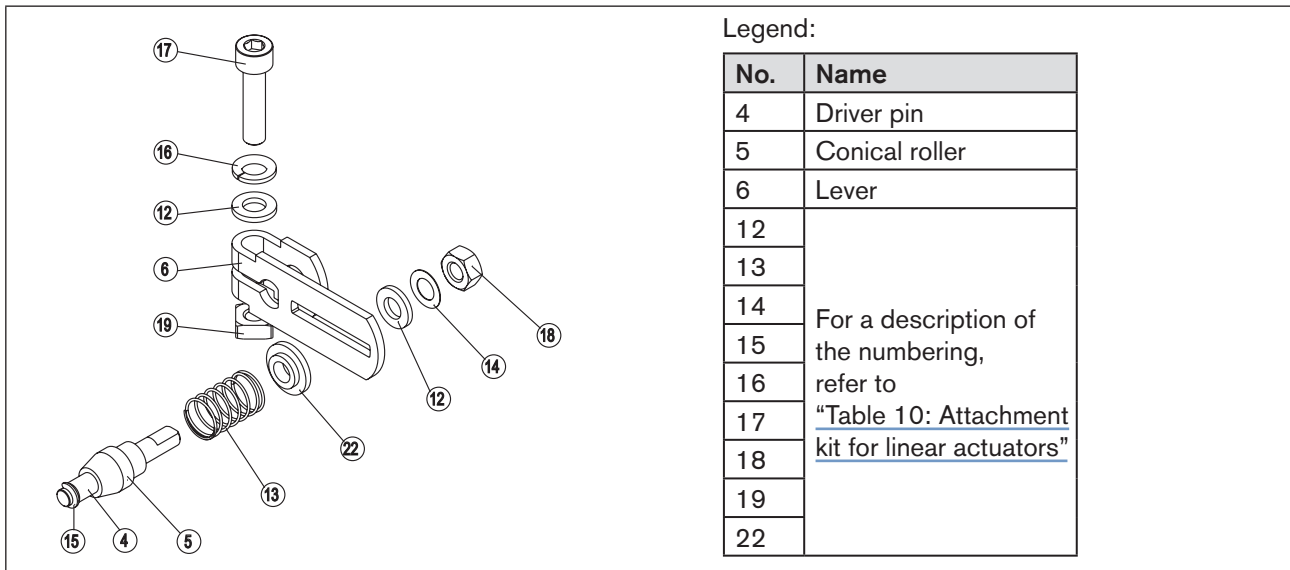 17
16
12
6
19
18
14
12
22
13
15 4 5
Legend:
No. Name
4 Driver pin
5 Conical roller
6 Lever
12
13
14
15
16
17
18
19
22
For a description of
the numbering,
refer to
“Table 10: Attachment
kit for linear actuators”